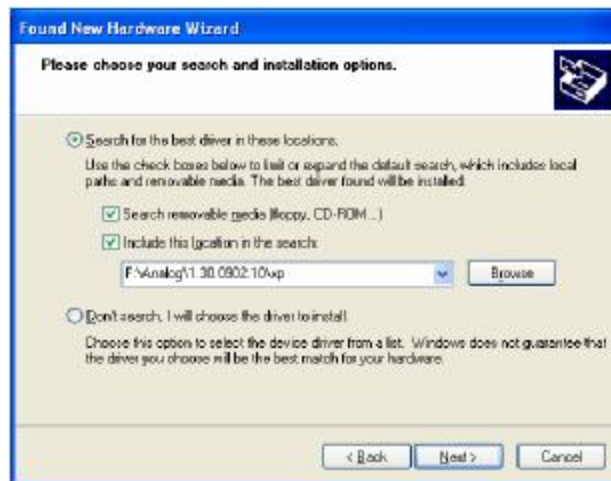 Found New Hardware Wizard
Please choose your search and installation options.
Search for the best driver in these locations.
Use the check boxes below to limit or expand the default search, which includes local
paths and removable media. The best driver found will be installed.
Search removable media (floppy, CD-ROM...)
Include this location in the search:
F:\Analog\1.30.0902.10\xp
Browse
Don't search. I will choose the driver to install.
Choose this option to select the device driver from a list. Windows does not guarantee that
the driver you choose will be the best match for your hardware.
< Back
Next >
Cancel